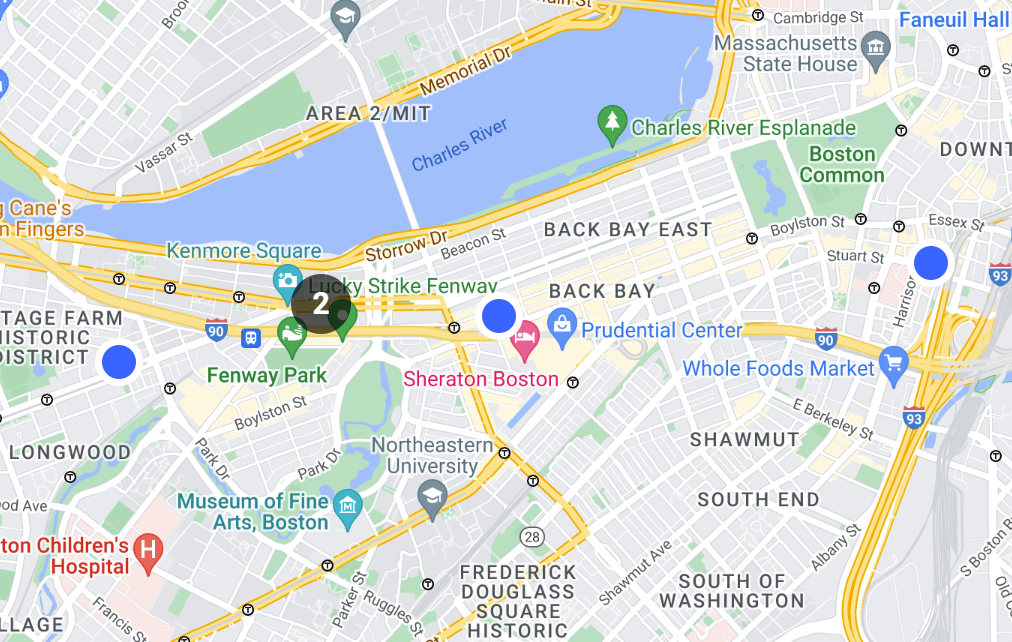 Cambridge St
Faneuil Hall
Massachusetts
State House
Memorial Dr
AREA 2/MIT
Charles River
Charles River Esplanade
Vassar St
Boston
Common
DOWNT
g Cane's
n Fingers
Boylston St
Essex St
BACK BAY EAST
Storrow Dr
Beacon St
Kenmore Square
Stuart St
Lucky Strike Fenway
2
BACK BAY
Harrison
93
TAGE FARM
HISTORIC
DISTRICT
90
Prudential Center
90
Fenway Park
Sheraton Boston
Whole Foods Market
Boylston St
E Berkeley St
93
LONGWOOD
Park Dr
Northeastern
University
SHAWMUT
Park Dr
Museum of Fine
Arts, Boston
SOUTH END
od Ave
ton Children's
Hospital
H
28
Albany St
S Boston
Shawmut Ave
FREDERICK
DOUGLASS
SQUARE
HISTORIC
SOUTH OF
WASHINGTON
Parker St
Ruggles St
Francis St
Old C
LLAGE